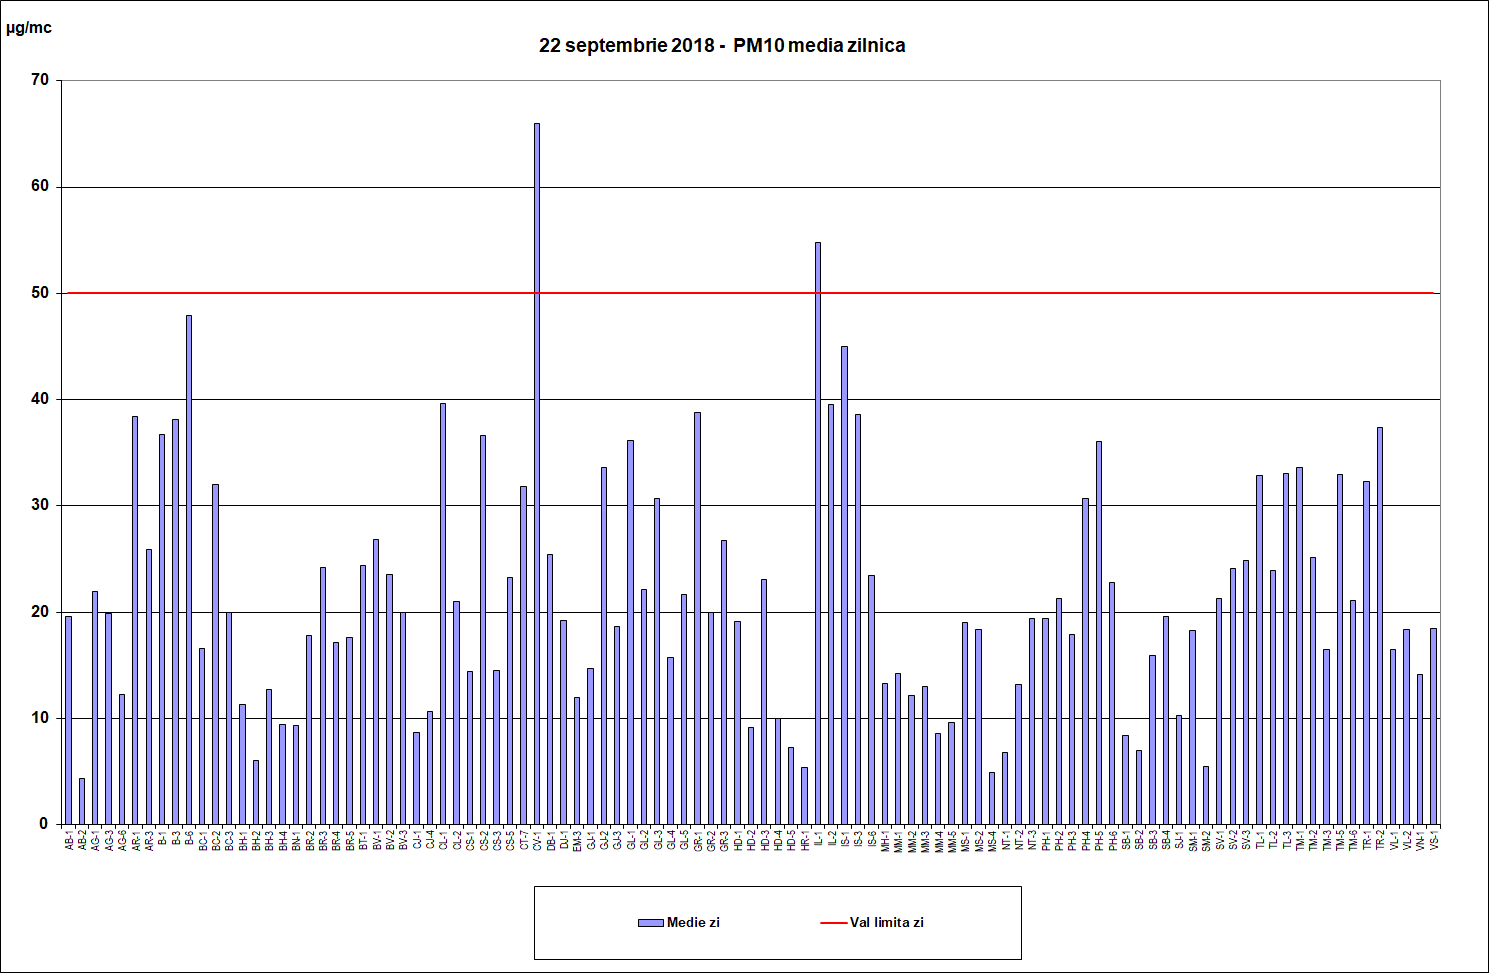 µg/mc
22 septembrie 2018 - PM10 media zilnica
70
60
50
40
30
20
10
0
AB-1
AB-2
AG-1
AG-3
AG-6
AR-1
AR-3
B-1
B-3
B-6
BC-1
BC-2
BC-3
BH-1
BH-2
BH-3
BH-4
BN-1
BR-2
BR-3
BR-4
BR-5
BT-1
BV-1
BV-2
BV-3
CJ-1
CJ-4
CL-1
CL-2
CS-1
CS-2
CS-3
CS-5
CT-7
CV-1
DB-1
DJ-1
EM-3
GJ-1
GJ-2
GJ-3
GL-1
GL-2
GL-3
GL-4
GL-5
GR-1
GR-2
GR-3
HD-1
HD-2
HD-3
HD-4
HD-5
HR-1
IL-1
IL-2
IS-1
IS-3
IS-6
MH-1
MM-1
MM-2
MM-3
MM-4
MM-5
MS-1
MS-2
MS-4
NT-1
NT-2
NT-3
PH-1
PH-2
PH-3
PH-4
PH-5
PH-6
SB-1
SB-2
SB-3
SB-4
SJ-1
SM-1
SM-2
SV-1
SV-2
SV-3
TL-1
TL-2
TL-3
TM-1
TM-2
TM-3
TM-5
TM-6
TR-1
TR-2
VL-1
VL-2
VN-1
VS-1
Medie zi
Val limita zi